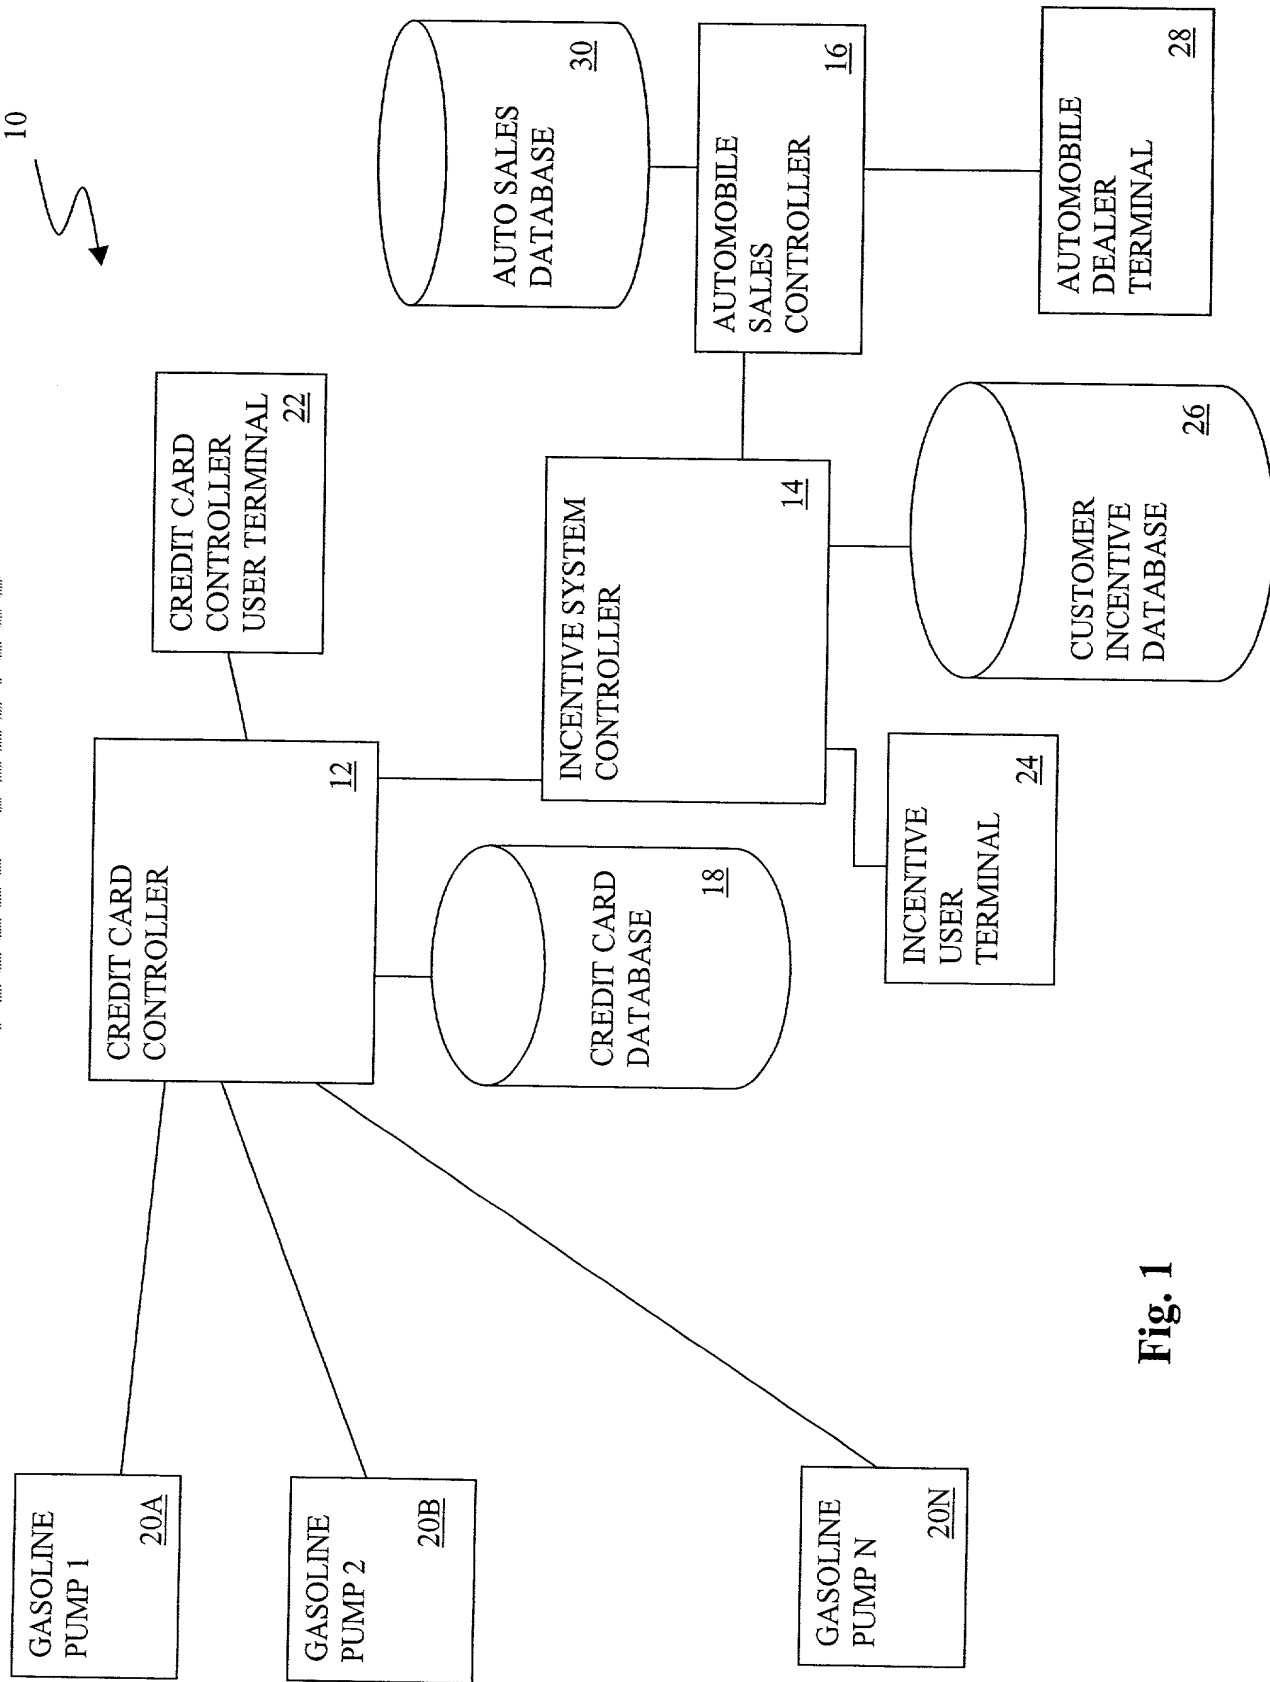 10
GASOLINE
PUMP 1
20A
GASOLINE
PUMP 2
20B
GASOLINE
PUMP N
20N
CREDIT CARD
CONTROLLER
12
CREDIT CARD
CONTROLLER
USER TERMINAL
22
CREDIT CARD
DATABASE
18
INCENTIVE SYSTEM
CONTROLLER
14
INCENTIVE
USER
TERMINAL
24
CUSTOMER
INCENTIVE
DATABASE
26
AUTO SALES
DATABASE
30
AUTOMOBILE
SALES
CONTROLLER
16
AUTOMOBILE
DEALER
TERMINAL
28
Fig. 1